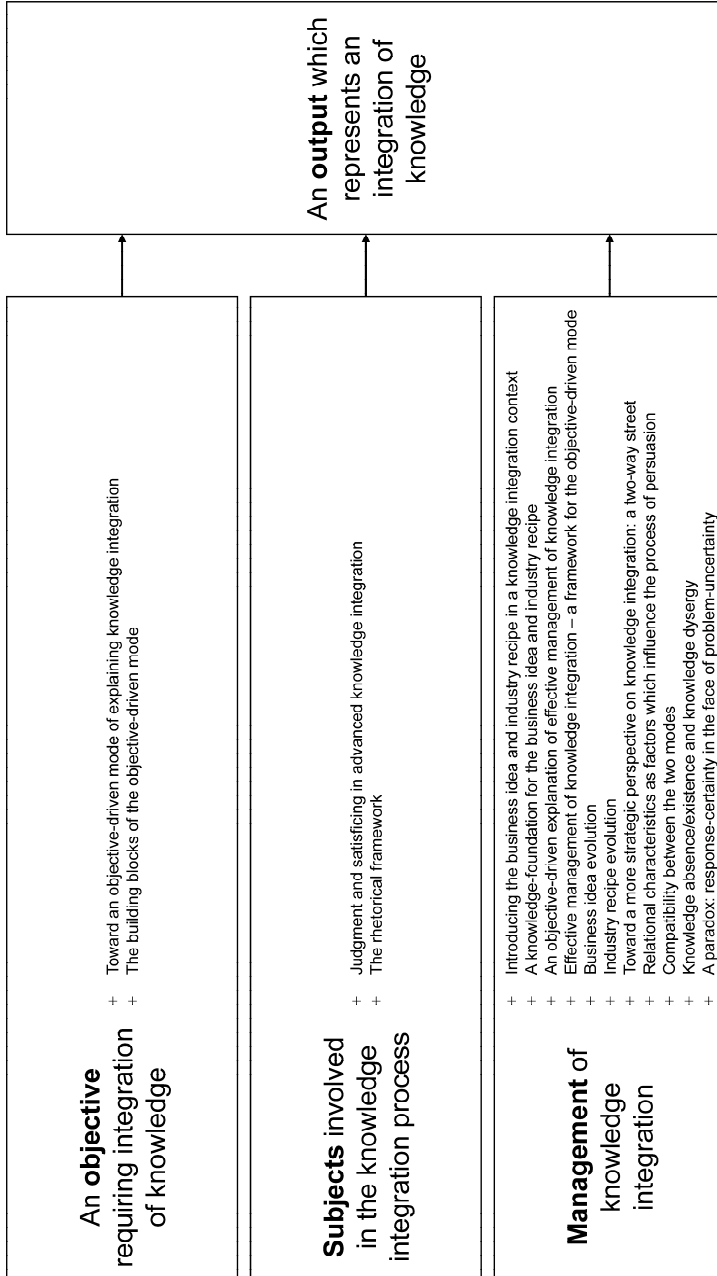 An objective
requiring integration
of knowledge
+ Toward an objective-driven mode of explaining knowledge integration
+ The building blocks of the objective-driven mode
Subjects involved
in the knowledge
integration process
+ Judgment and satisficing in advanced knowledge integration
+ The rhetorical framework
Management of
knowledge
integration
+ Introducing the business idea and industry recipe in a knowledge integration context
+ A knowledge-foundation for the business idea and industry recipe
+ An objective-driven explanation of effective management of knowledge integration
+ Effective management of knowledge integration – a framework for the objective-driven mode
+ Business idea evolution
+ Industry recipe evolution
+ Toward a more strategic perspective on knowledge integration: a two-way street
+ Relational characteristics as factors which influence the process of persuasion
+ Compatibility between the two modes
+ Knowledge absence/existence and knowledge dysergy
+ A paradox: response-certainty in the face of problem-uncertainty
An output which
represents an
integration of
knowledge